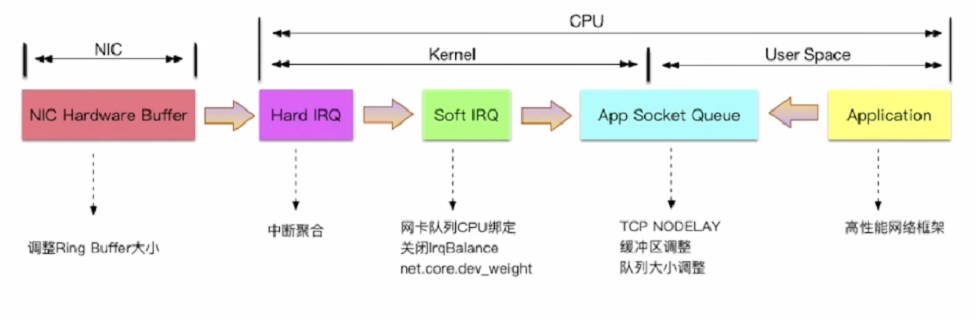 CPU
NIC
Kernel
User Space
NIC Hardware Buffer
Hard IRQ
Soft IRQ
App Socket Queue
Application
调整Ring Buffer大小
中断聚合
网卡队列CPU绑定
关闭IrqBalance
net.core.dev_weight
TCP NODELAY
缓冲区调整
队列大小调整
高性能网络框架